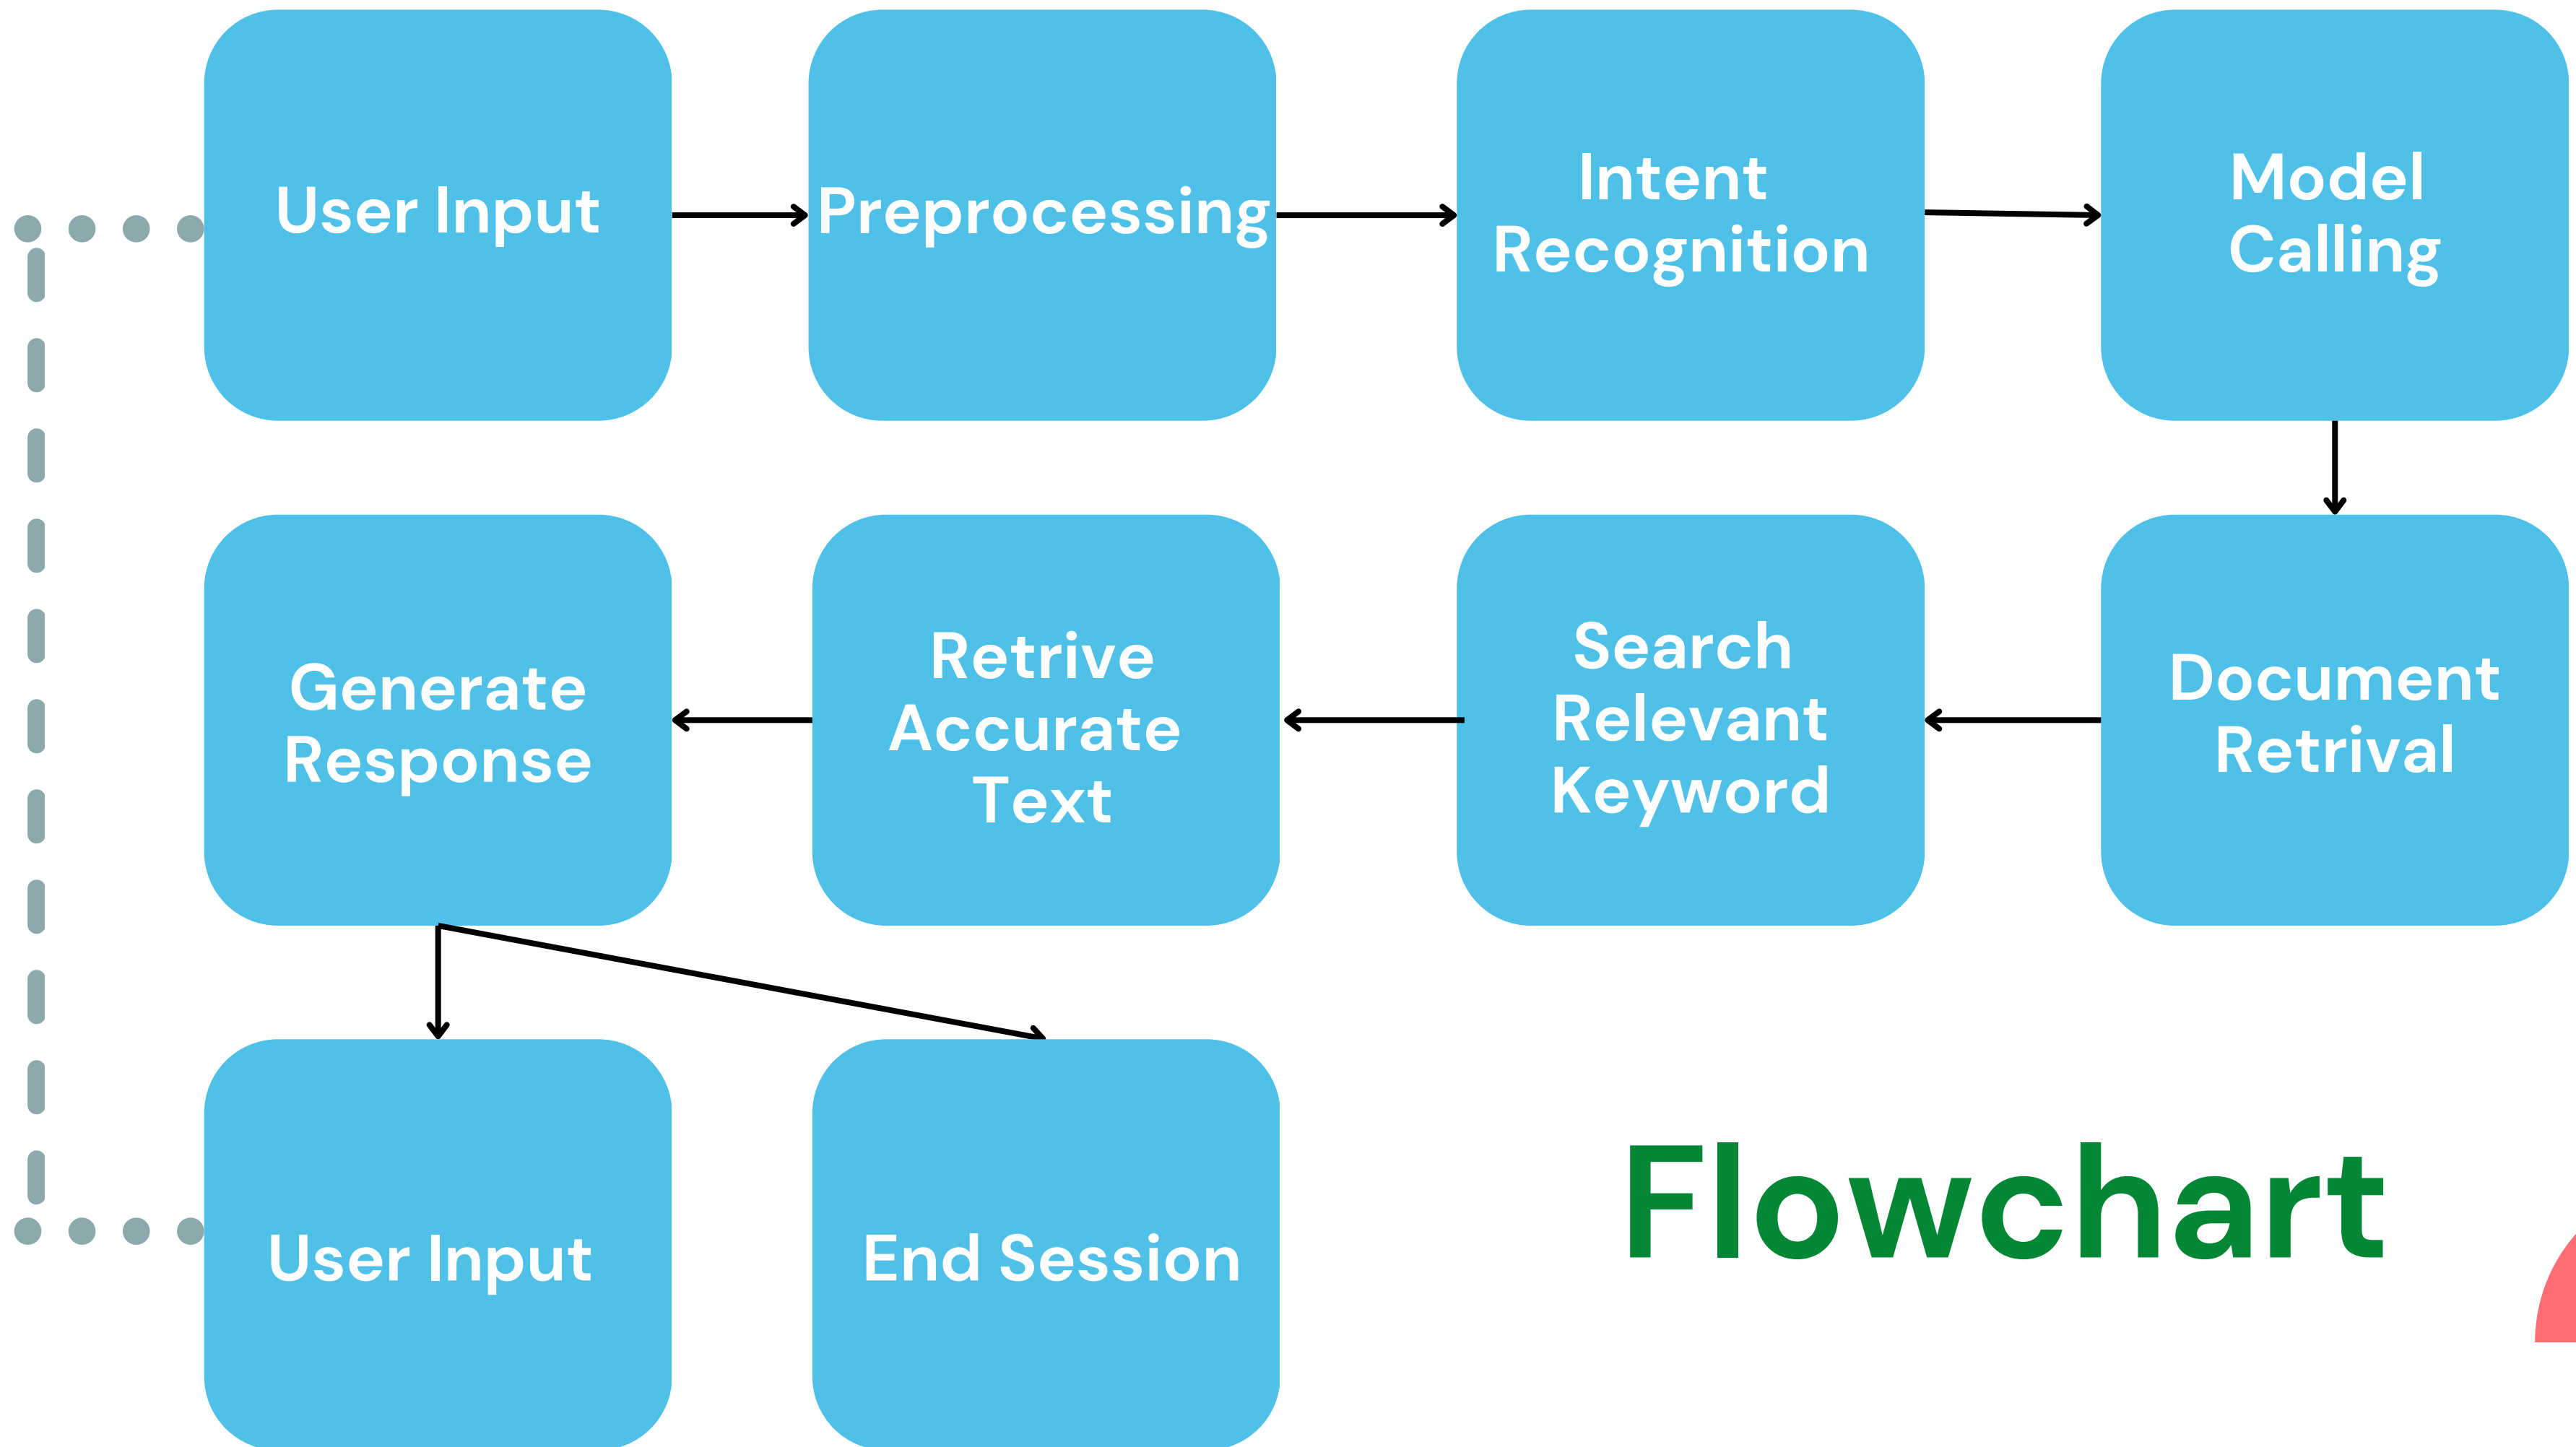 User Input
Preprocessing
Intent
Recognition
Model
Calling
Generate
Response
Retrive
Accurate
Text
Search
Relevant
Keyword
Document
Retrival
User Input
End Session
Flowchart